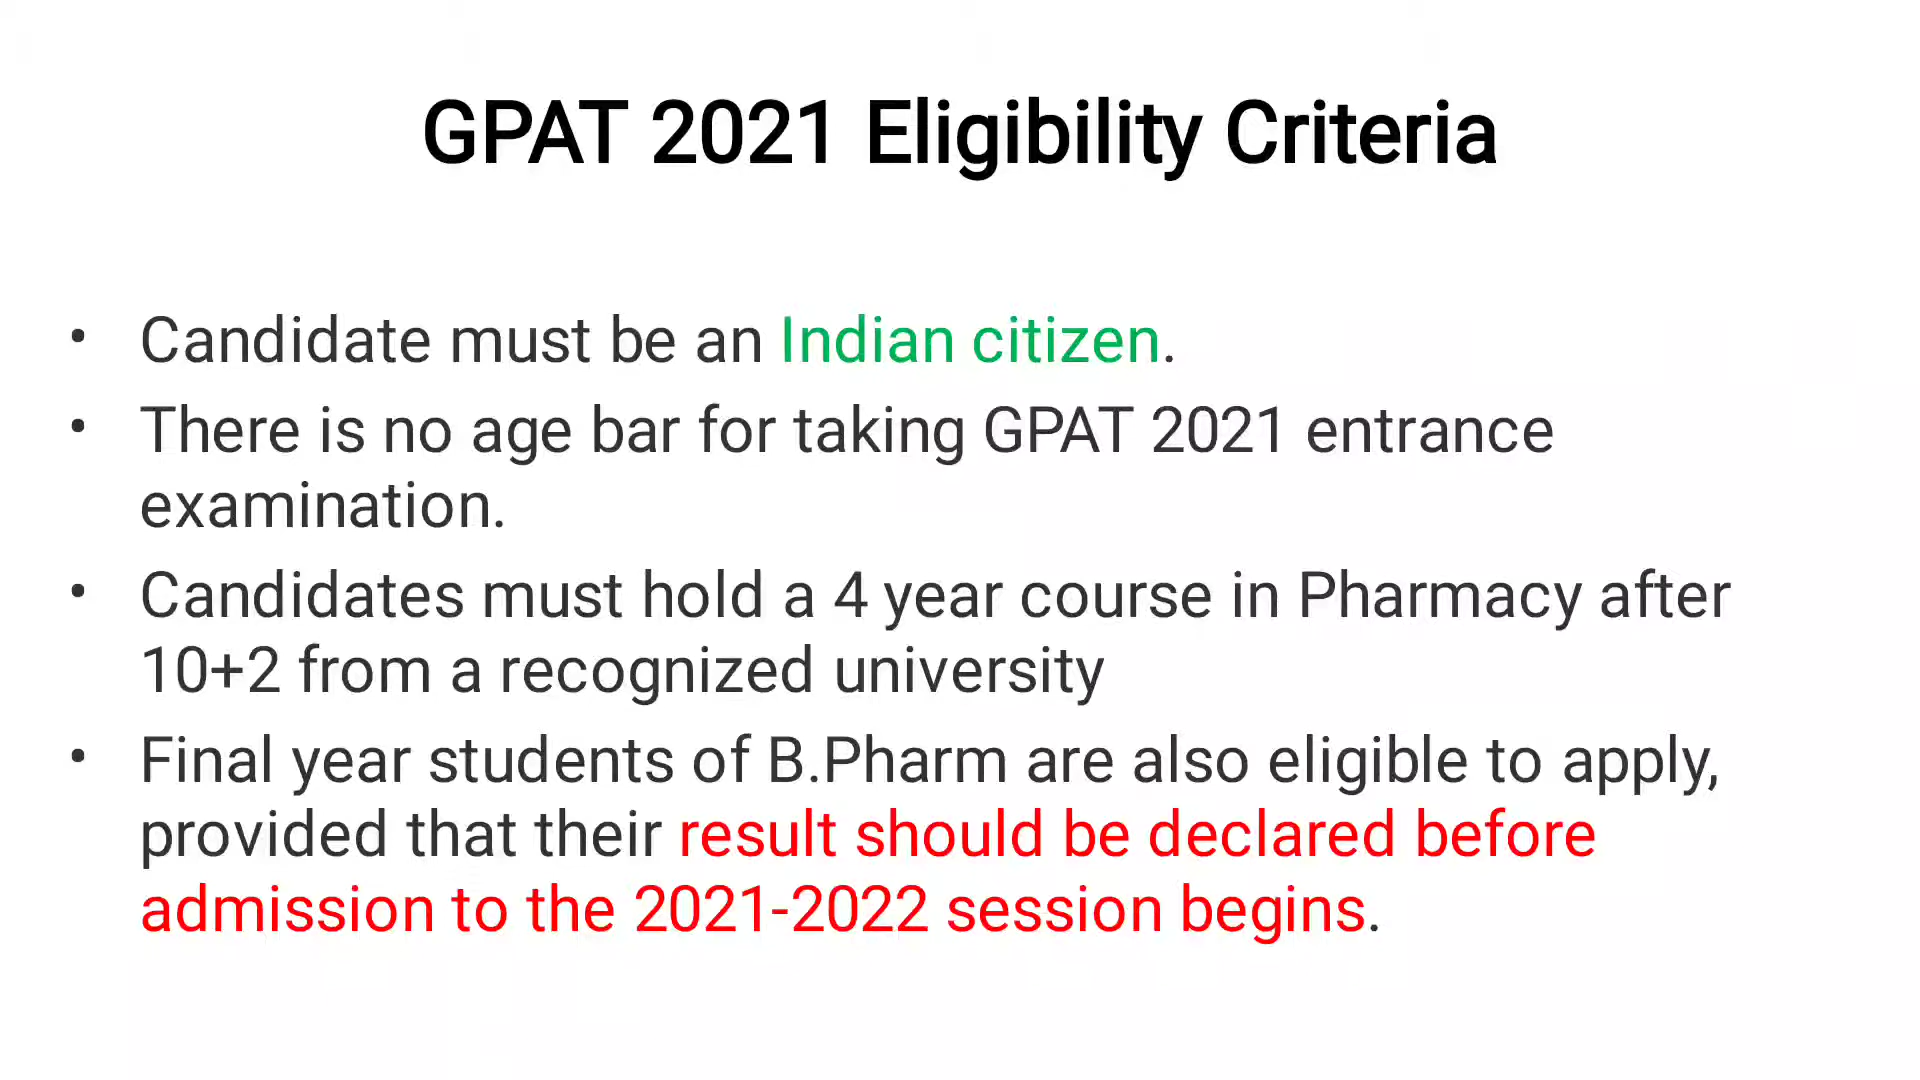 GPAT 2021 Eligibility Criteria
• Candidate must be an Indian citizen.
• There is no age bar for taking GPAT 2021 entrance
examination.
• Candidates must hold a 4 year course in Pharmacy after
10+2 from a recognized university
• Final year students of B.Pharm are also eligible to apply,
provided that their result should be declared before
admission to the 2021-2022 session begins.